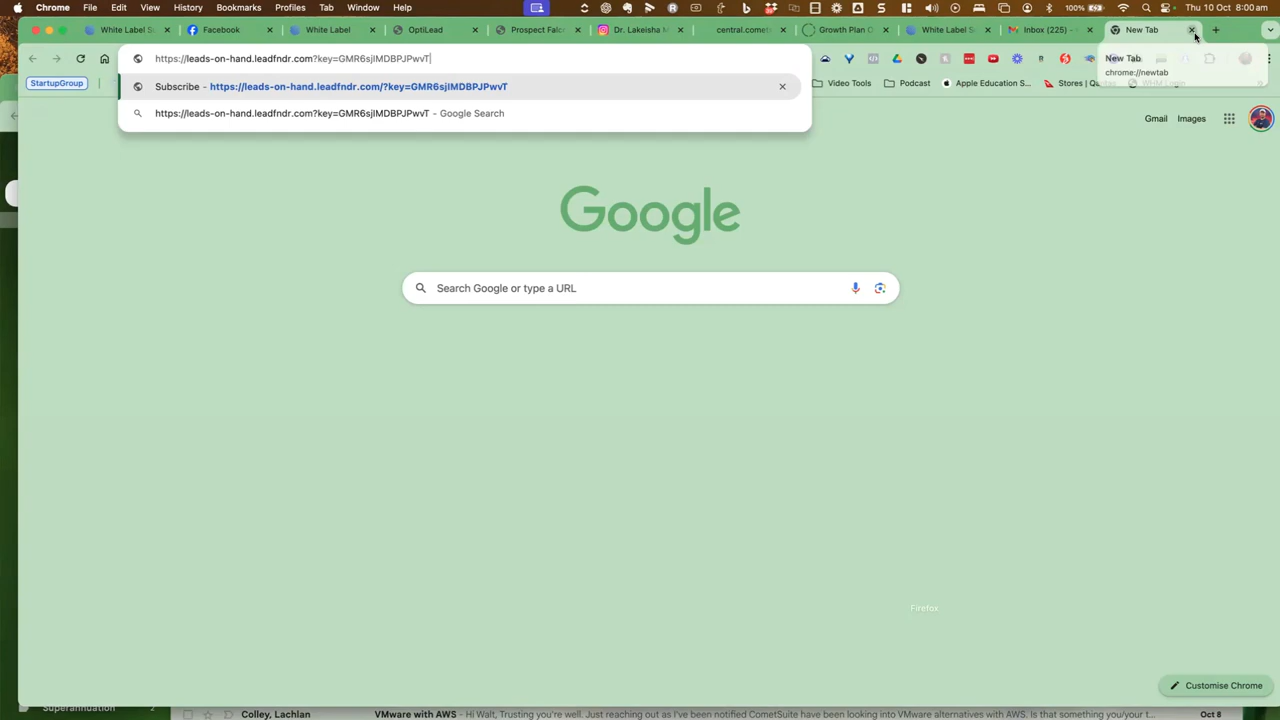 Chrome File Edit View History Bookmarks Profiles Tab Window Help 100% Thu Oct 10 8:00 am
White Label S Facebook White Label OptiLead Prospect Falco Dr. Lakeisha M central.comets Growth Plan D White Label S Inbox (225) - New Tab
https://leads-on-hand.leadfndr.com?key=GMR6sjIMDBPJPwvT
New Tab
chrome://newtab
StartupGroup Video Tools Podcast Apple Education S... Stores | Quotas WHM Login
Subscribe - https://leads-on-hand.leadfndr.com/?key=GMR6sjIMDBPJPwvT
https://leads-on-hand.leadfndr.com?key=GMR6sjIMDBPJPwvT - Google Search
Gmail Images
Google
Search Google or type a URL
Firefox
Customise Chrome
Superannuation 2
Colley, Lachlan VMware with AWS - Hi Walt, Trusting you're well. Just reaching out as I've been notified CometSuite have been looking into VMware alternatives with AWS. Is that something you/your t Oct 8